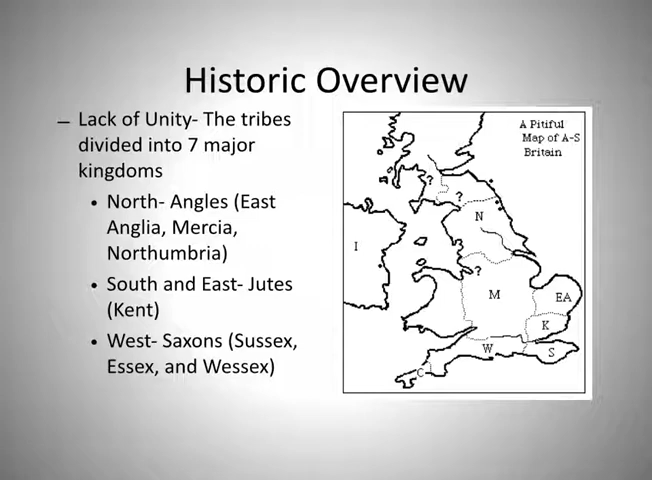 Historic Overview
– Lack of Unity- The tribes
divided into 7 major
kingdoms
• North- Angles (East
Anglia, Mercia,
Northumbria)
• South and East- Jutes
(Kent)
• West- Saxons (Sussex,
Essex, and Wessex)
A Pitiful
Map of A-S
Britain
?
?
N
I
?
M
EA
K
W
S
C